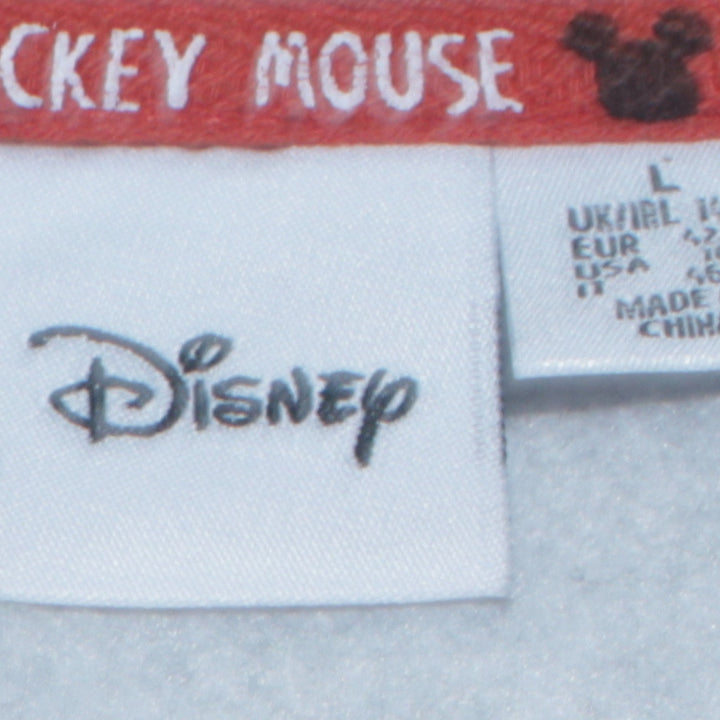 CKEY MOUSE
DISNEY
L
UK/IRL
EUR
USA
IT
MADE
CHINA